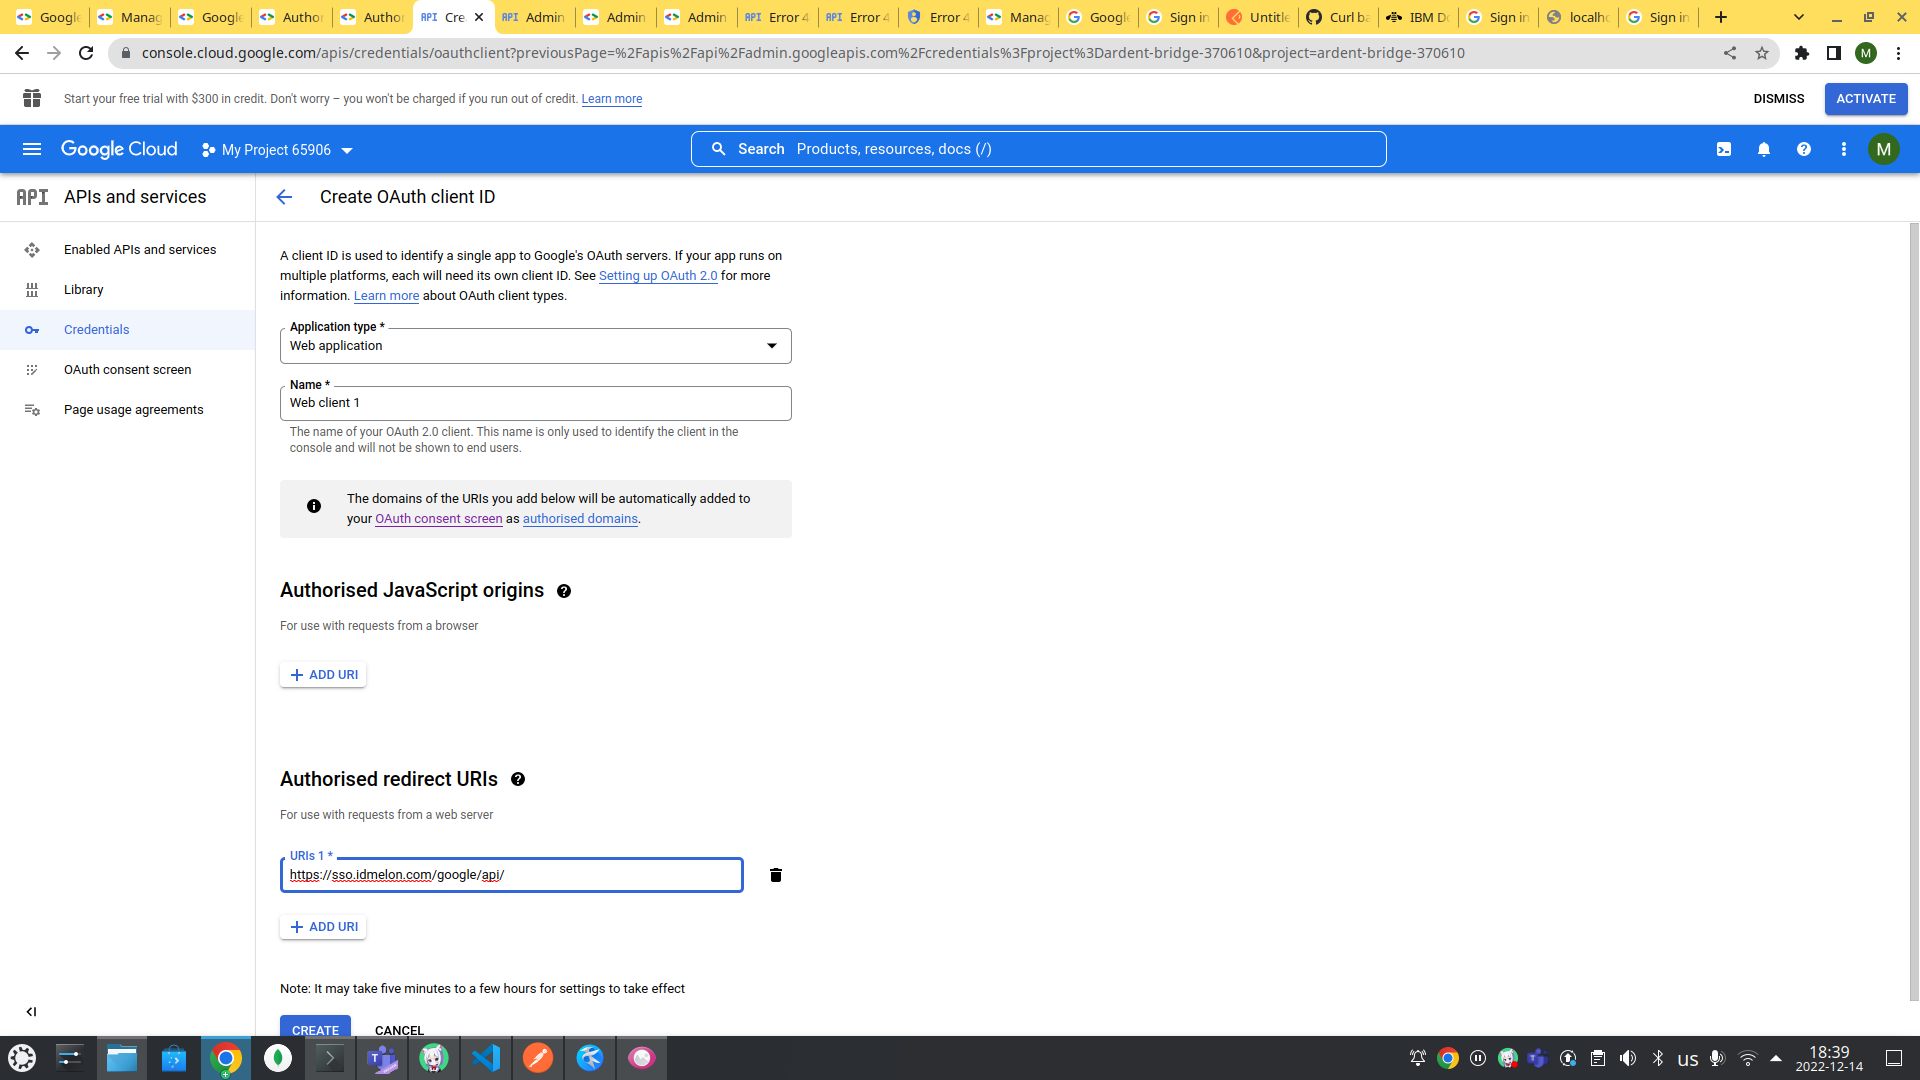 Google
Manag
Google
Author
Author
API Cre
API Admin
Admin
Admin
API Error 4
API Error 4
Error 4
Manag
Google
Sign in
Untitle
Curl ba
IBM Do
Sign in
localho
Sign in
console.cloud.google.com/apis/credentials/oauthclient?previousPage=%2Fapis%2Fapi%2Fadmin.googleapis.com%2Fcredentials%3Fproject%3Dardent-bridge-370610&project=ardent-bridge-370610
M
Start your free trial with $300 in credit. Don't worry – you won't be charged if you run out of credit. Learn more
DISMISS
ACTIVATE
Google Cloud
My Project 65906
Search Products, resources, docs (/)
M
API APIs and services
Create OAuth client ID
Enabled APIs and services
Library
Credentials
OAuth consent screen
Page usage agreements
A client ID is used to identify a single app to Google's OAuth servers. If your app runs on
multiple platforms, each will need its own client ID. See Setting up OAuth 2.0 for more
information. Learn more about OAuth client types.
Application type *
Web application
Name *
Web client 1
The name of your OAuth 2.0 client. This name is only used to identify the client in the
console and will not be shown to end users.
The domains of the URIs you add below will be automatically added to
your OAuth consent screen as authorised domains.
Authorised JavaScript origins
For use with requests from a browser
ADD URI
Authorised redirect URIs
For use with requests from a web server
URIs 1 *
https://sso.idmelon.com/google/api/
ADD URI
Note: It may take five minutes to a few hours for settings to take effect
CREATE
CANCEL
us
18:39
2022-12-14